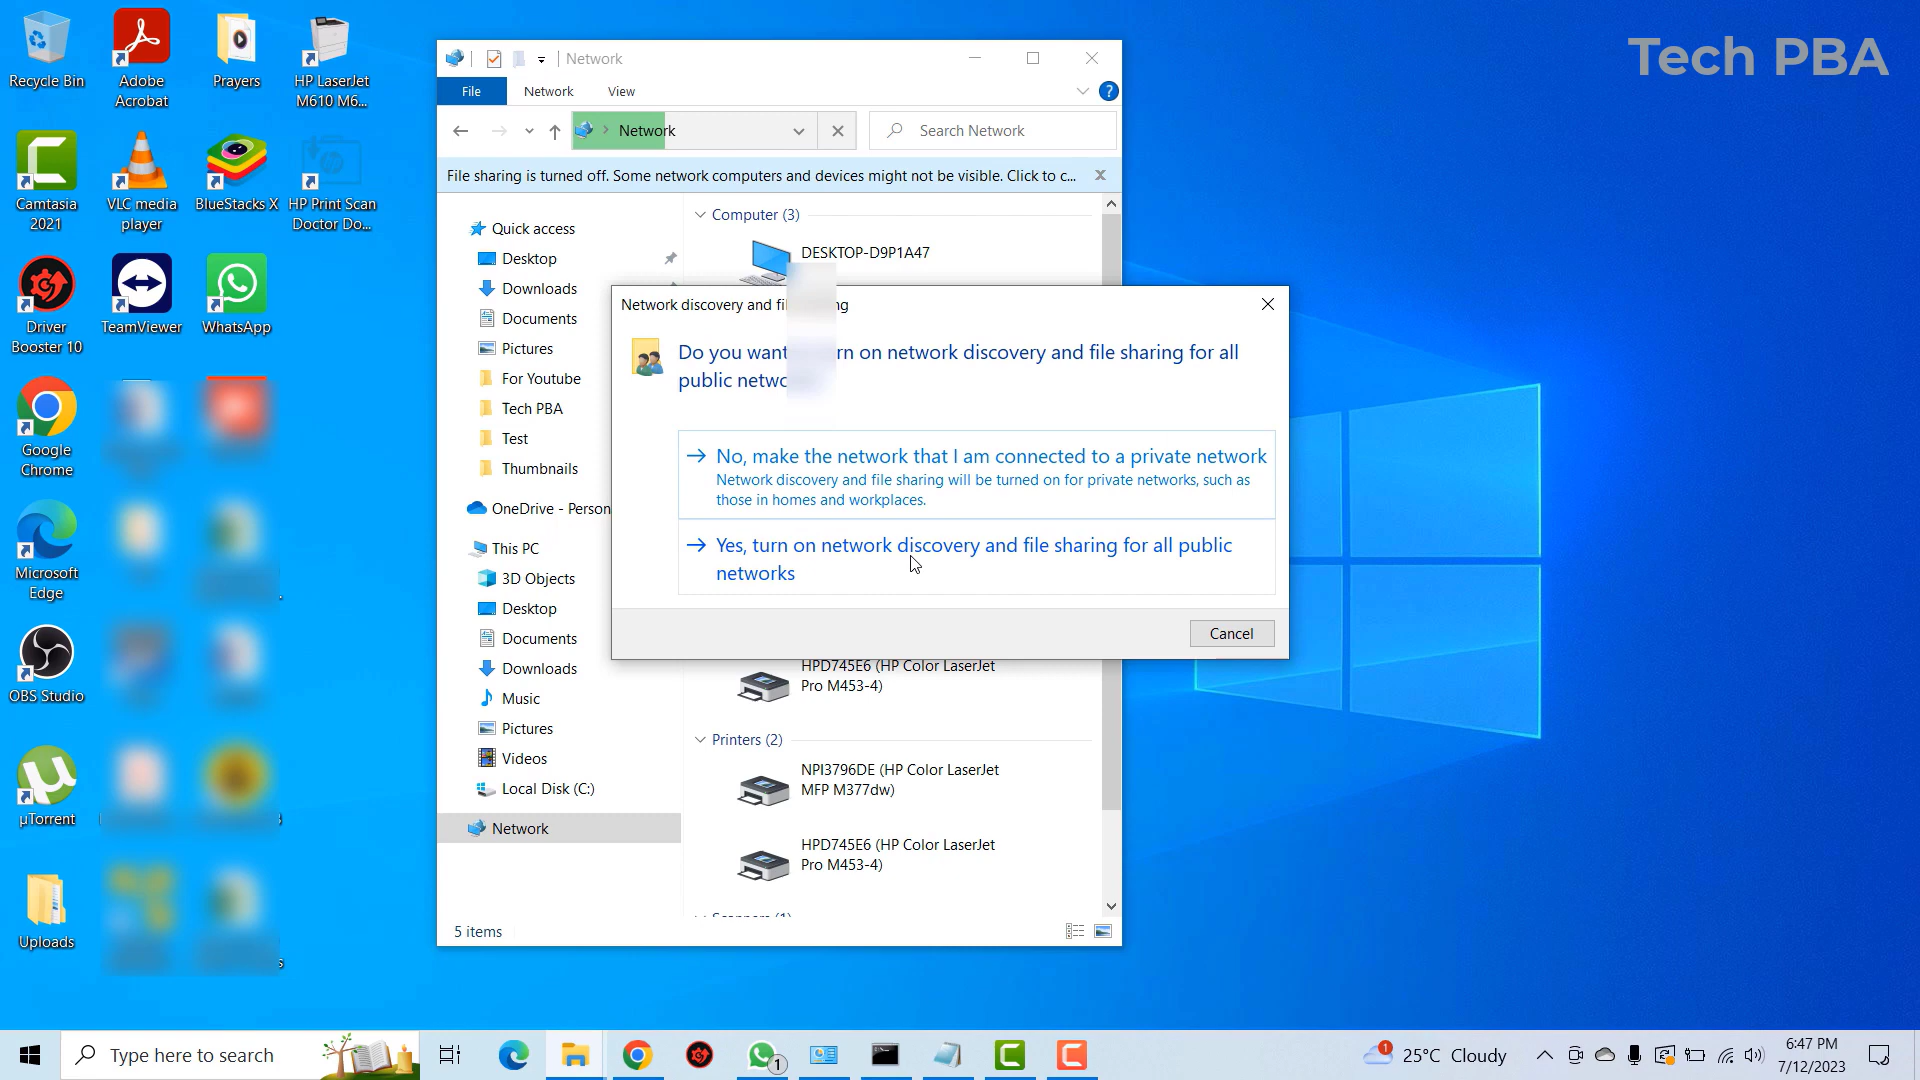 Tech PBA
Recycle Bin
Adobe
Acrobat
Prayers
HP LaserJet
M610 M6...
Camtasia
2021
VLC media
player
BlueStacks X
HP Print Scan
Doctor Do...
Driver
Booster 10
TeamViewer
WhatsApp
Google
Chrome
Microsoft
Edge
OBS Studio
µTorrent
Uploads
Network
File
Network
View
Network
Search Network
File sharing is turned off. Some network computers and devices might not be visible. Click to c...
Quick access
Desktop
Downloads
Documents
Pictures
For Youtube
Tech PBA
Test
Thumbnails
OneDrive - Person
This PC
3D Objects
Desktop
Documents
Downloads
Music
Pictures
Videos
Local Disk (C:)
Network
Computer (3)
DESKTOP-D9P1A47
Network discovery and
Do you want turn on network discovery and file sharing for all
public
No, make the network that I am connected to a private network
Network discovery and file sharing will be turned on for private networks, such as
those in homes and workplaces.
Yes, turn on network discovery and file sharing for all public
networks
Cancel
HPD745E6 (HP Color LaserJet
Pro M453-4)
Printers (2)
NPI3796DE (HP Color LaserJet
MFP M377dw)
HPD745E6 (HP Color LaserJet
Pro M453-4)
Scanners (1)
5 items
Type here to search
1
1
25°C Cloudy
6:47 PM
7/12/2023